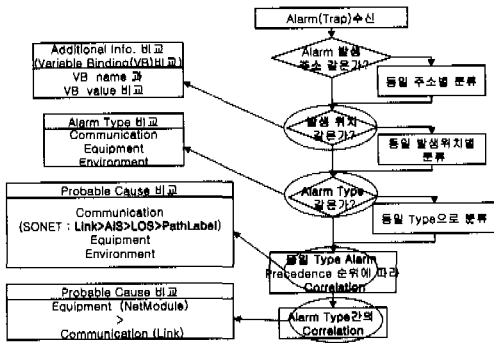 Alarm(Trap)수신
Alarm 발생
주소 같은가?
동일 주소별 분류
발생 위치
같은가?
동일 발생위치별
분류
Alarm Type
같은가?
동일 Type으로 분류
동일 Type Alarm
Precedence 순위에 따라
Correlation
Alarm Type간의
Correlation
Additional Info. 비교
(Variable Binding(VB)비교)
VB name 과
VB value 비교
Alarm Type 비교
Communication
Equipment
Environment
Probable Cause 비교
Communication
(SONET : Link>AIS>LOS>PathLabel)
Equipment
Environment
Probable Cause 비교
Equipment (NetModule)
>
Communication (Link)